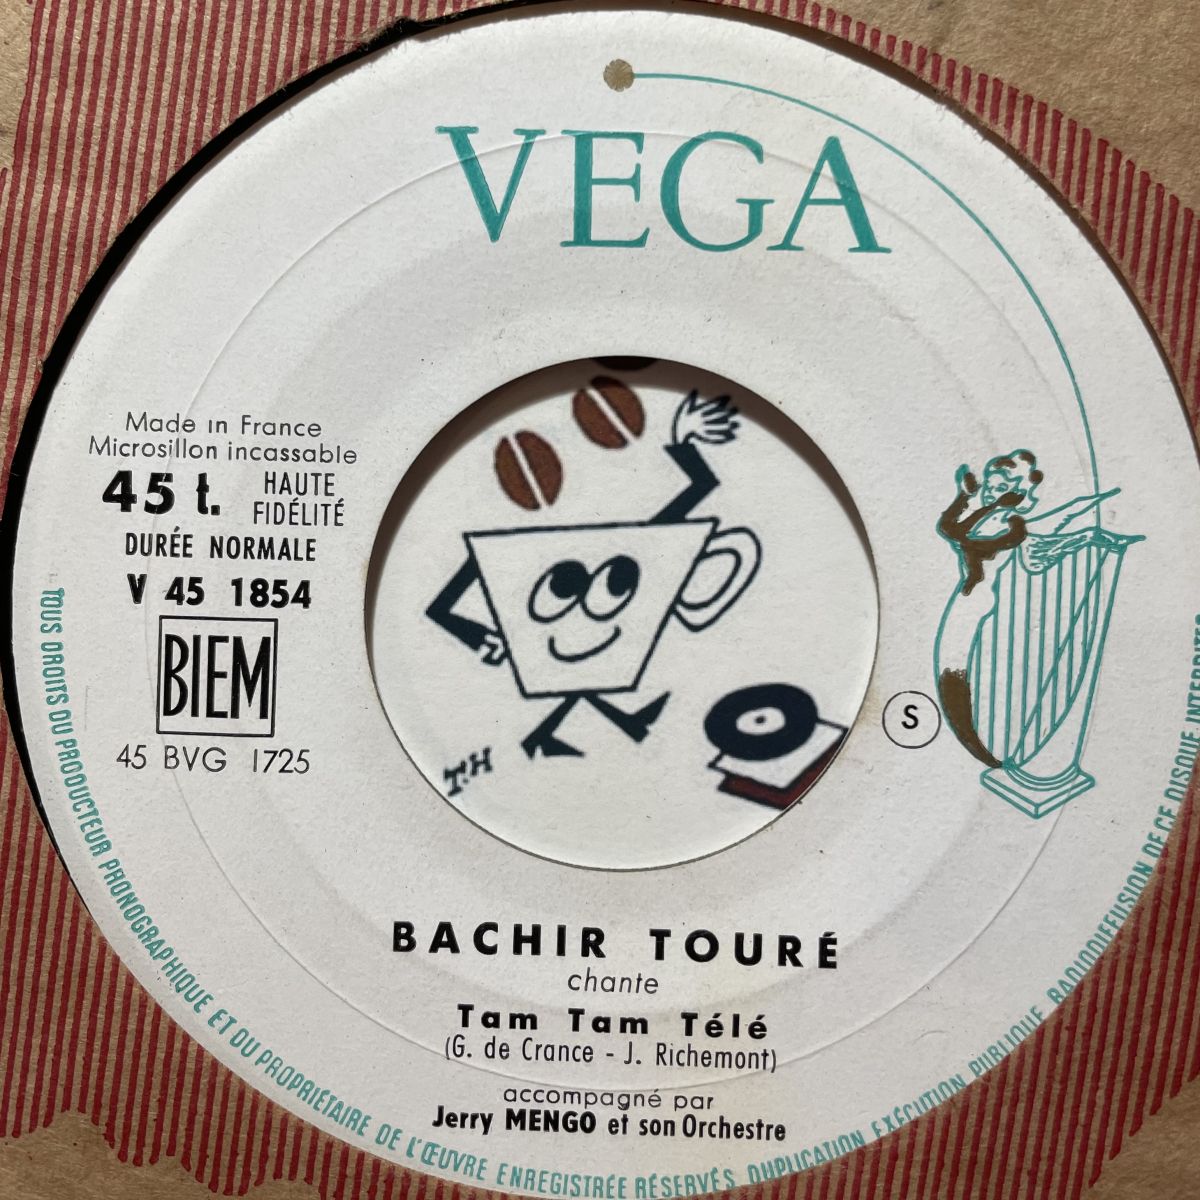 VEGA
Made in France
Microsillon incassable
45 t. HAUTE FIDÉLITÉ
DURÉE NORMALE
V 45 1854
BIEM
45 BVG 1725
S
T.H
BACHIR TOURÉ
chante
Tam Tam Télé
(G. de Crance - J. Richemont)
accompagné par
Jerry MENGO et son Orchestre
TOUS DROITS DU PRODUCTEUR PHONOGRAPHIQUE ET DU PROPRIÉTAIRE DE L'ŒUVRE ENREGISTRÉE RÉSERVÉS. DUPLICATION EXÉCUTION PUBLIQUE RADIODIFFUSION DE CE DISQUE